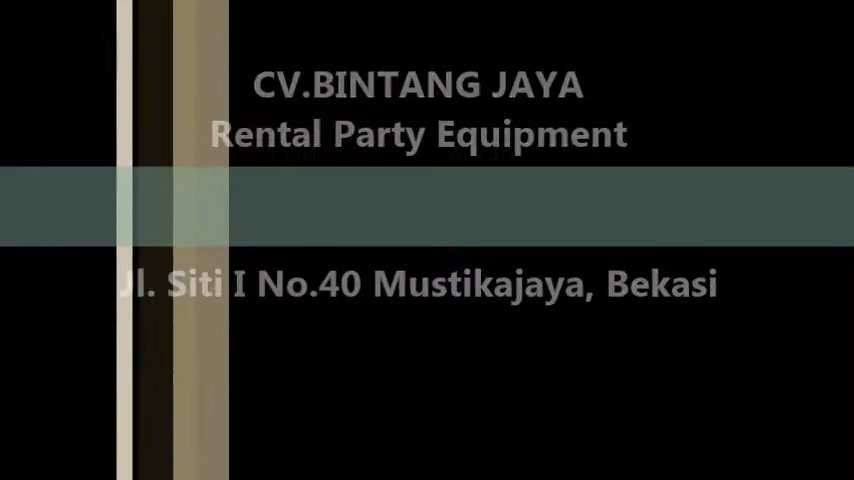 CV.BINTANG JAYA
Rental Party Equipment
Jl. Siti I No.40 Mustikajaya, Bekasi